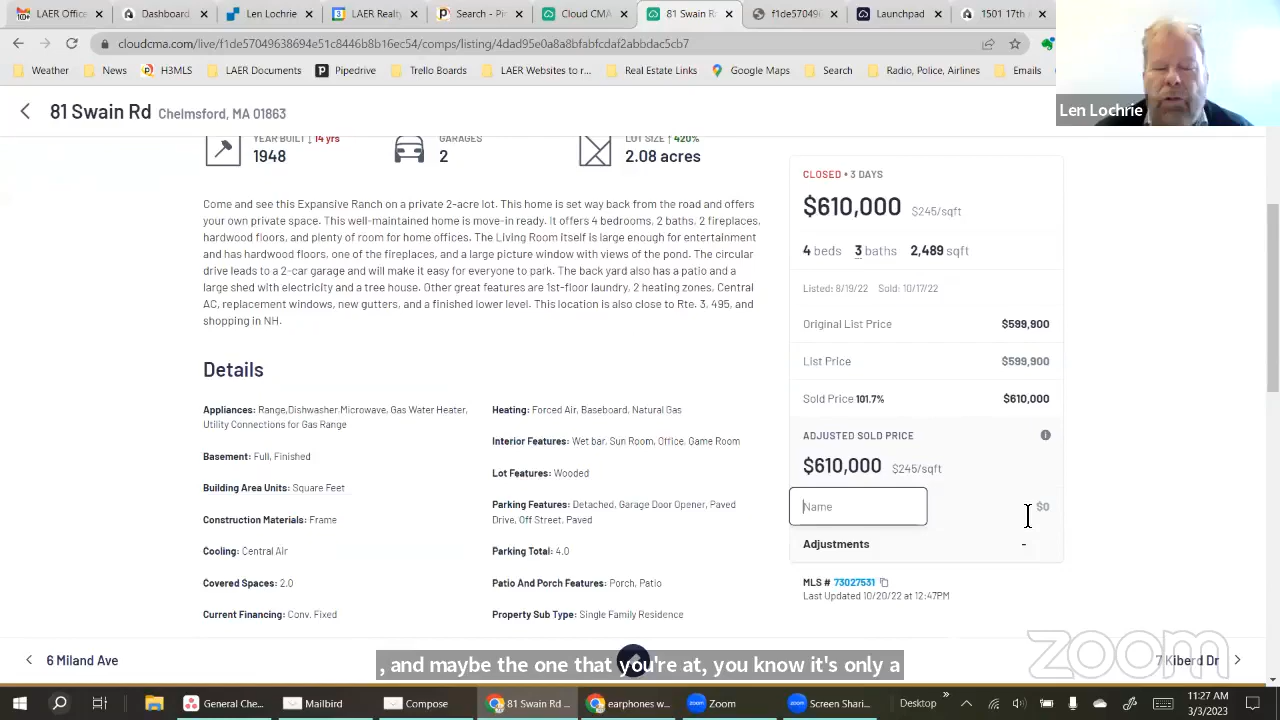 LAER Office
Len Lochrie
LAER Realt
Search - Pi
Cloud CMA
81 Swain Rd
1fde57049
Launchpad
1501 17th
cloudcma.com/live/f1de57049638694e51c8448bb16ec54/comps/4dad95e0a8a8bfabdcf7dabbdac5cb7
Weather
News
H3MLS
LAER Documents
Pipedrive
Trello Boards
LAER Websites to r...
Real Estate Links
Google Maps
Search
Radio, Police, Airlines
Emails
Len Lochrie
81 Swain Rd Chelmsford, MA 01863
YEAR BUILT ↓ 14 yrs
1948
GARAGES
2
LOT SIZE ↑ 420%
2.08 acres
Come and see this Expansive Ranch on a private 2-acre lot. This home is set way back from the road and offers
your own private space. This well-maintained home is move-in ready. It offers 4 bedrooms, 2 baths, 2 fireplaces,
hardwood floors, and plenty of room for home offices. The Living Room itself is large enough for entertainment
and has hardwood floors, one of the fireplaces, and a large picture window with views of the pond. The circular
drive leads to a 2-car garage and will make it easy for everyone to park. The back yard also has a patio and a
large shed with electricity and a tree house. Other great features are 1st-floor laundry, 2 heating zones, Central
AC, replacement windows, new gutters, and a finished lower level. This location is also close to Rte. 3, 495, and
shopping in NH.
Details
Appliances: Range,Dishwasher,Microwave, Gas Water Heater,
Utility Connections for Gas Range
Basement: Full, Finished
Building Area Units: Square Feet
Construction Materials: Frame
Cooling: Central Air
Covered Spaces: 2.0
Current Financing: Conv. Fixed
Heating: Forced Air, Baseboard, Natural Gas
Interior Features: Wet bar, Sun Room, Office, Game Room
Lot Features: Wooded
Parking Features: Detached, Garage Door Opener, Paved
Drive, Off Street, Paved
Parking Total: 4.0
Patio And Porch Features: Porch, Patio
Property Sub Type: Single Family Residence
CLOSED • 3 DAYS
$610,000 $245/sqft
4 beds 3 baths 2,489 sqft
Listed: 8/19/22 Sold: 10/17/22
Original List Price $599,900
List Price $599,900
Sold Price 101.7% $610,000
ADJUSTED SOLD PRICE
$610,000 $245/sqft
Name $0
Adjustments -
MLS # 73027531
Last Updated 10/20/22 at 12:47PM
6 Miland Ave
7 Kiberd Dr
, and maybe the one that you're at, you know it's only a
zoom
General Che...
Mailbird
Compose
81 Swain Rd ...
earphones w...
Zoom
Screen Shari...
Desktop
11:27 AM
3/3/2023